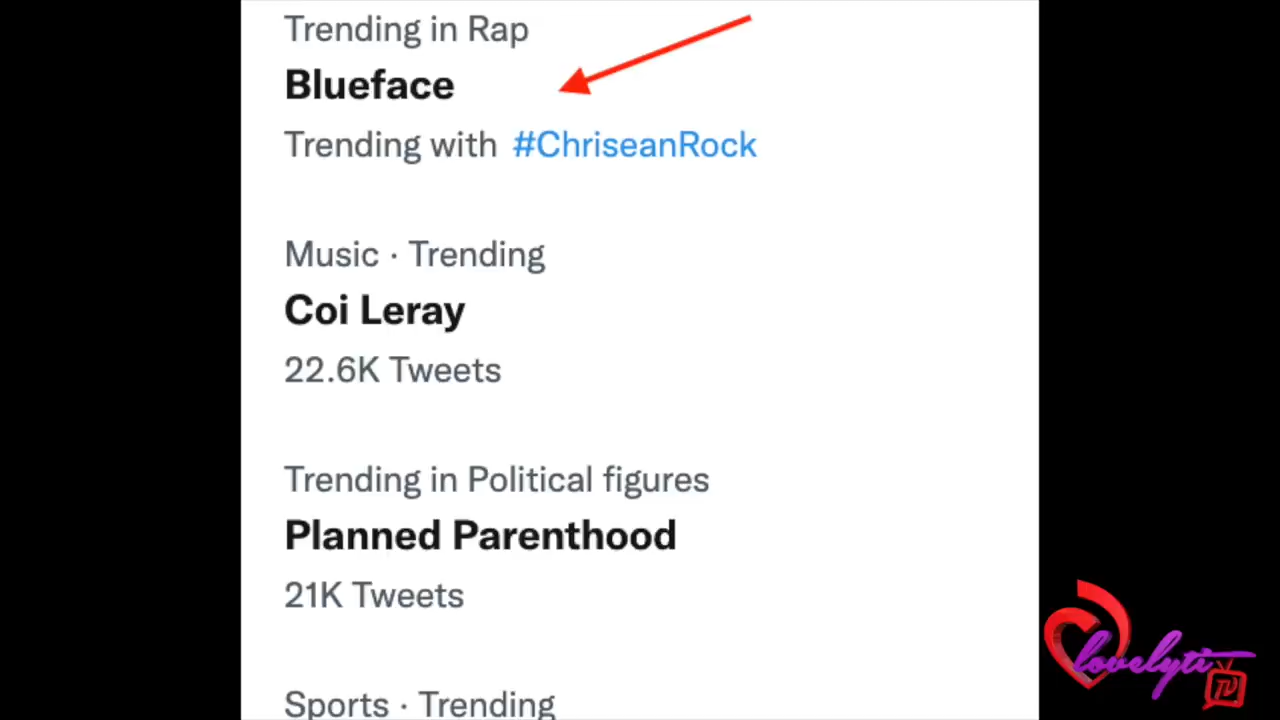 Trending in Rap
Blueface
Trending with #ChriseanRock
Music · Trending
Coi Leray
22.6K Tweets
Trending in Political figures
Planned Parenthood
21K Tweets
Sports · Trending
lovelyti
TV